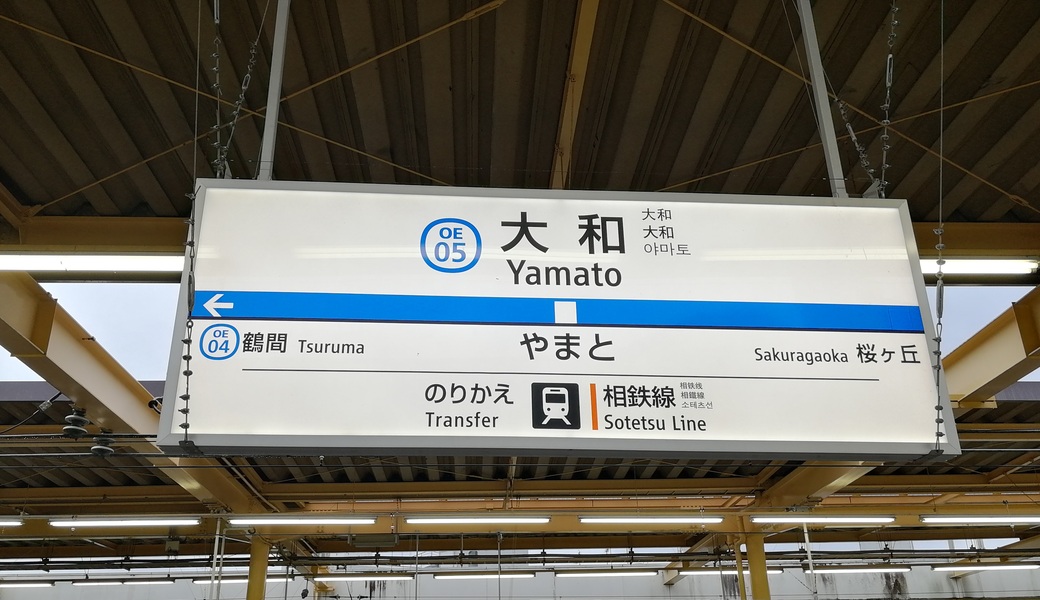 OE
05
大和
Yamato
大和
大和
야마토
←
OE
04
鶴間 Tsuruma
やまと
Sakuragaoka 桜ヶ丘
のりかえ
Transfer
相鉄線
Sotetsu Line
相铁线
相鐵線
소테츠선